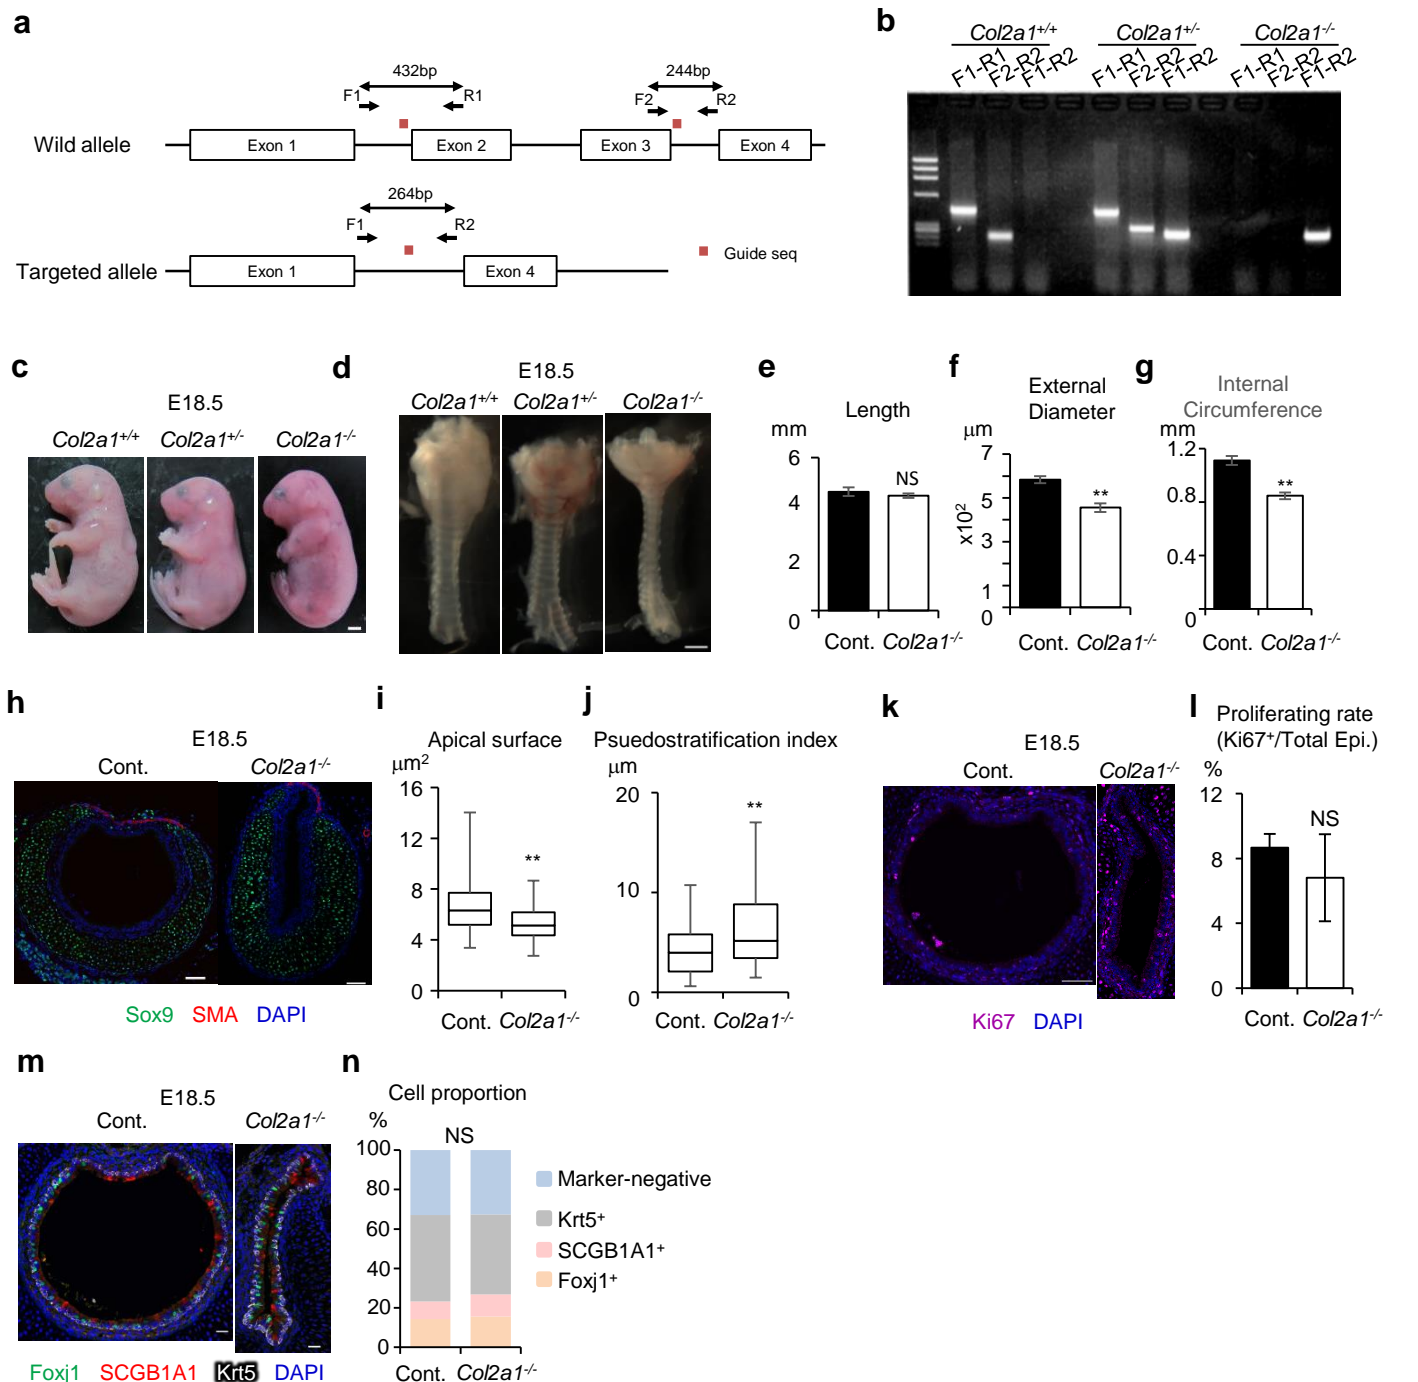 a
432bp
244bp
F1
R1
F2
R2
Wild allele
Exon 1
Exon 2
Exon 3
Exon 4
264bp
F1
R2
Targeted allele
Exon 1
Exon 4
Guide seq
b
Col2a1+/+
Col2a1+/-
Col2a1-/-
F1-R1
F2-R2
F1-R2
F1-R1
F2-R2
F1-R2
F1-R1
F2-R2
F1-R2
c
E18.5
Col2a1+/+
Col2a1+/-
Col2a1-/-
d
E18.5
Col2a1+/+
Col2a1+/-
Col2a1-/-
e
Length
mm
6
4
2
0
NS
Cont.
Col2a1-/-
f
External
Diameter
μm
x10²
7
5
3
1
0
**
Cont.
Col2a1-/-
g
Internal
Circumference
mm
1.2
0.8
0.4
0
**
Cont.
Col2a1-/-
h
E18.5
Cont.
Col2a1-/-
Sox9 SMA DAPI
i
Apical surface
μm²
16
12
8
4
0
**
Cont.
Col2a1-/-
j
Psuedostratification index
μm
20
10
0
**
Cont.
Col2a1-/-
k
E18.5
Cont.
Col2a1-/-
Ki67 DAPI
l
Proliferating rate
(Ki67+/Total Epi.)
%
12
8
4
0
NS
Cont.
Col2a1-/-
m
E18.5
Cont.
Col2a1-/-
Foxj1 SCGB1A1 Krt5 DAPI
n
Cell proportion
%
100
80
60
40
20
0
NS
Cont.
Col2a1-/-
Marker-negative
Krt5+
SCGB1A1+
Foxj1+